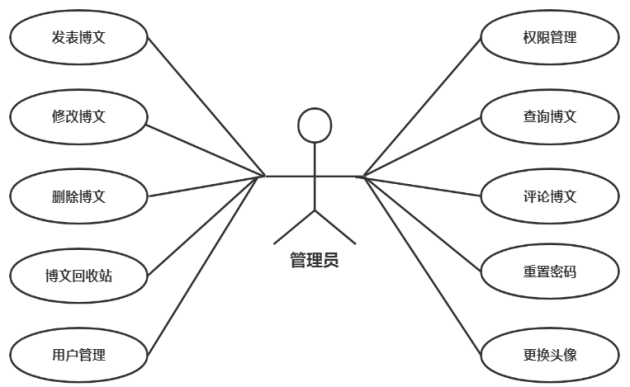 发表博文
修改博文
删除博文
博文回收站
用户管理
管理员
权限管理
查询博文
评论博文
重置密码
更换头像